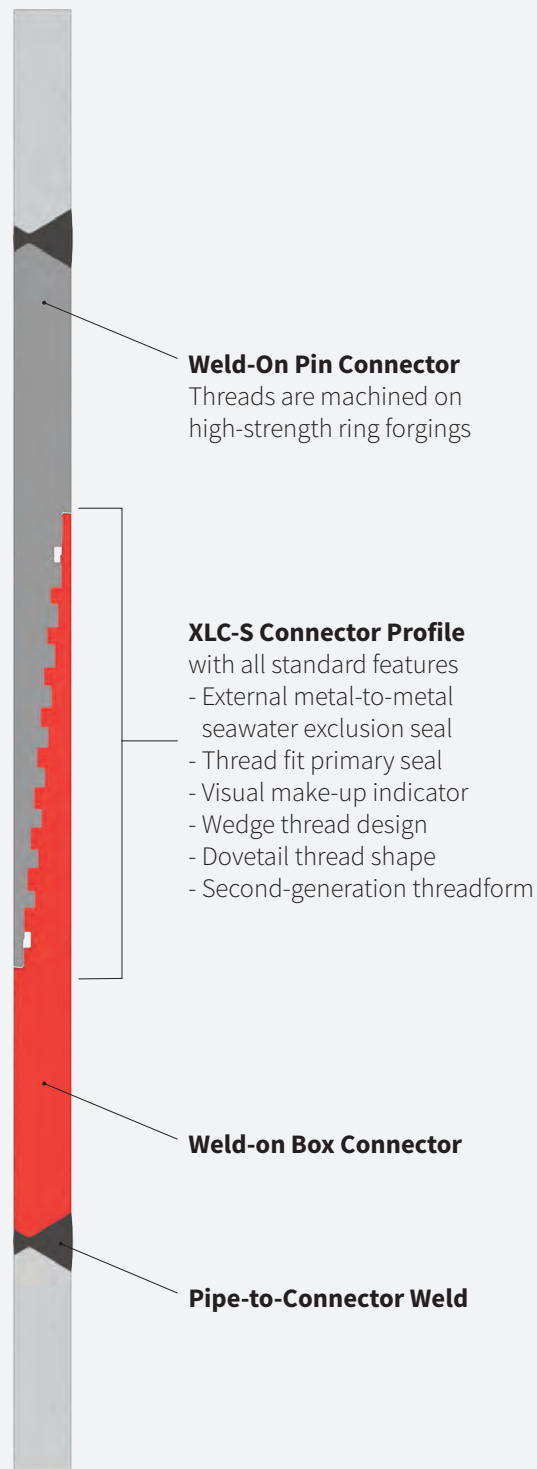 Weld-On Pin Connector
Threads are machined on
high-strength ring forgings
XLC-S Connector Profile
with all standard features
- External metal-to-metal
seawater exclusion seal
- Thread fit primary seal
- Visual make-up indicator
- Wedge thread design
- Dovetail thread shape
- Second-generation threadform
Weld-on Box Connector
Pipe-to-Connector Weld